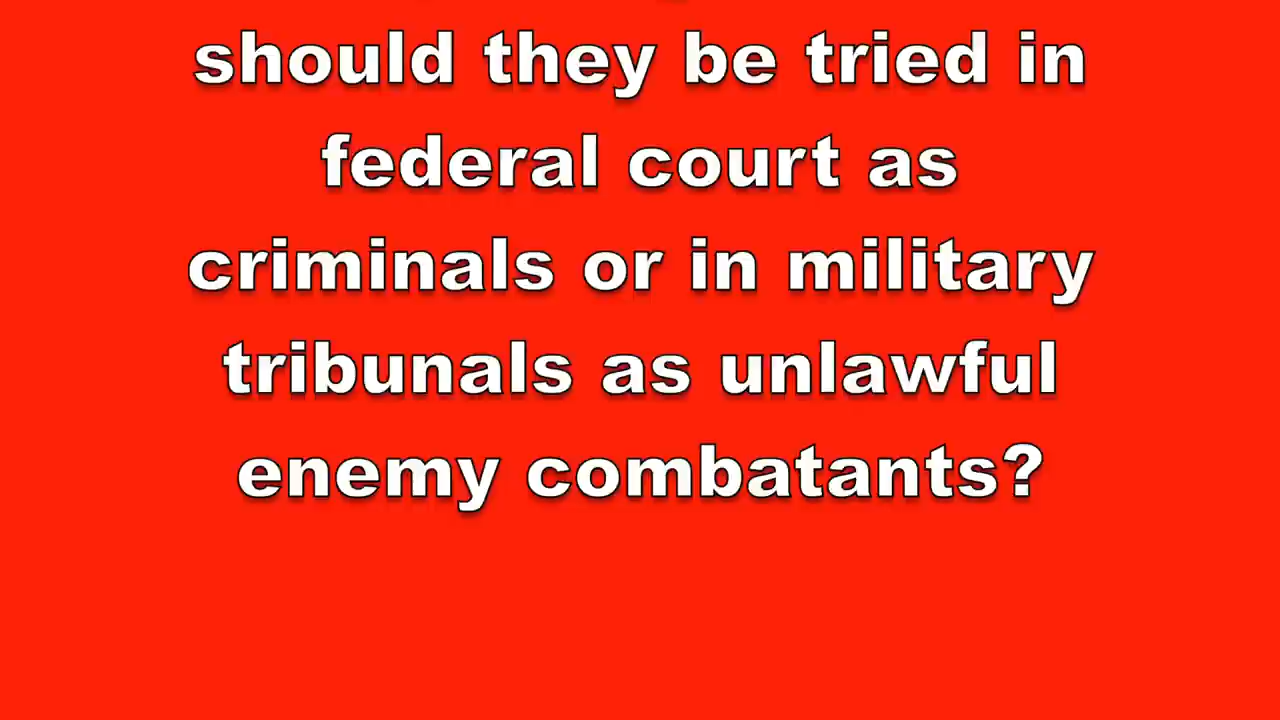 should they be tried in
federal court as
criminals or in military
tribunals as unlawful
enemy combatants?